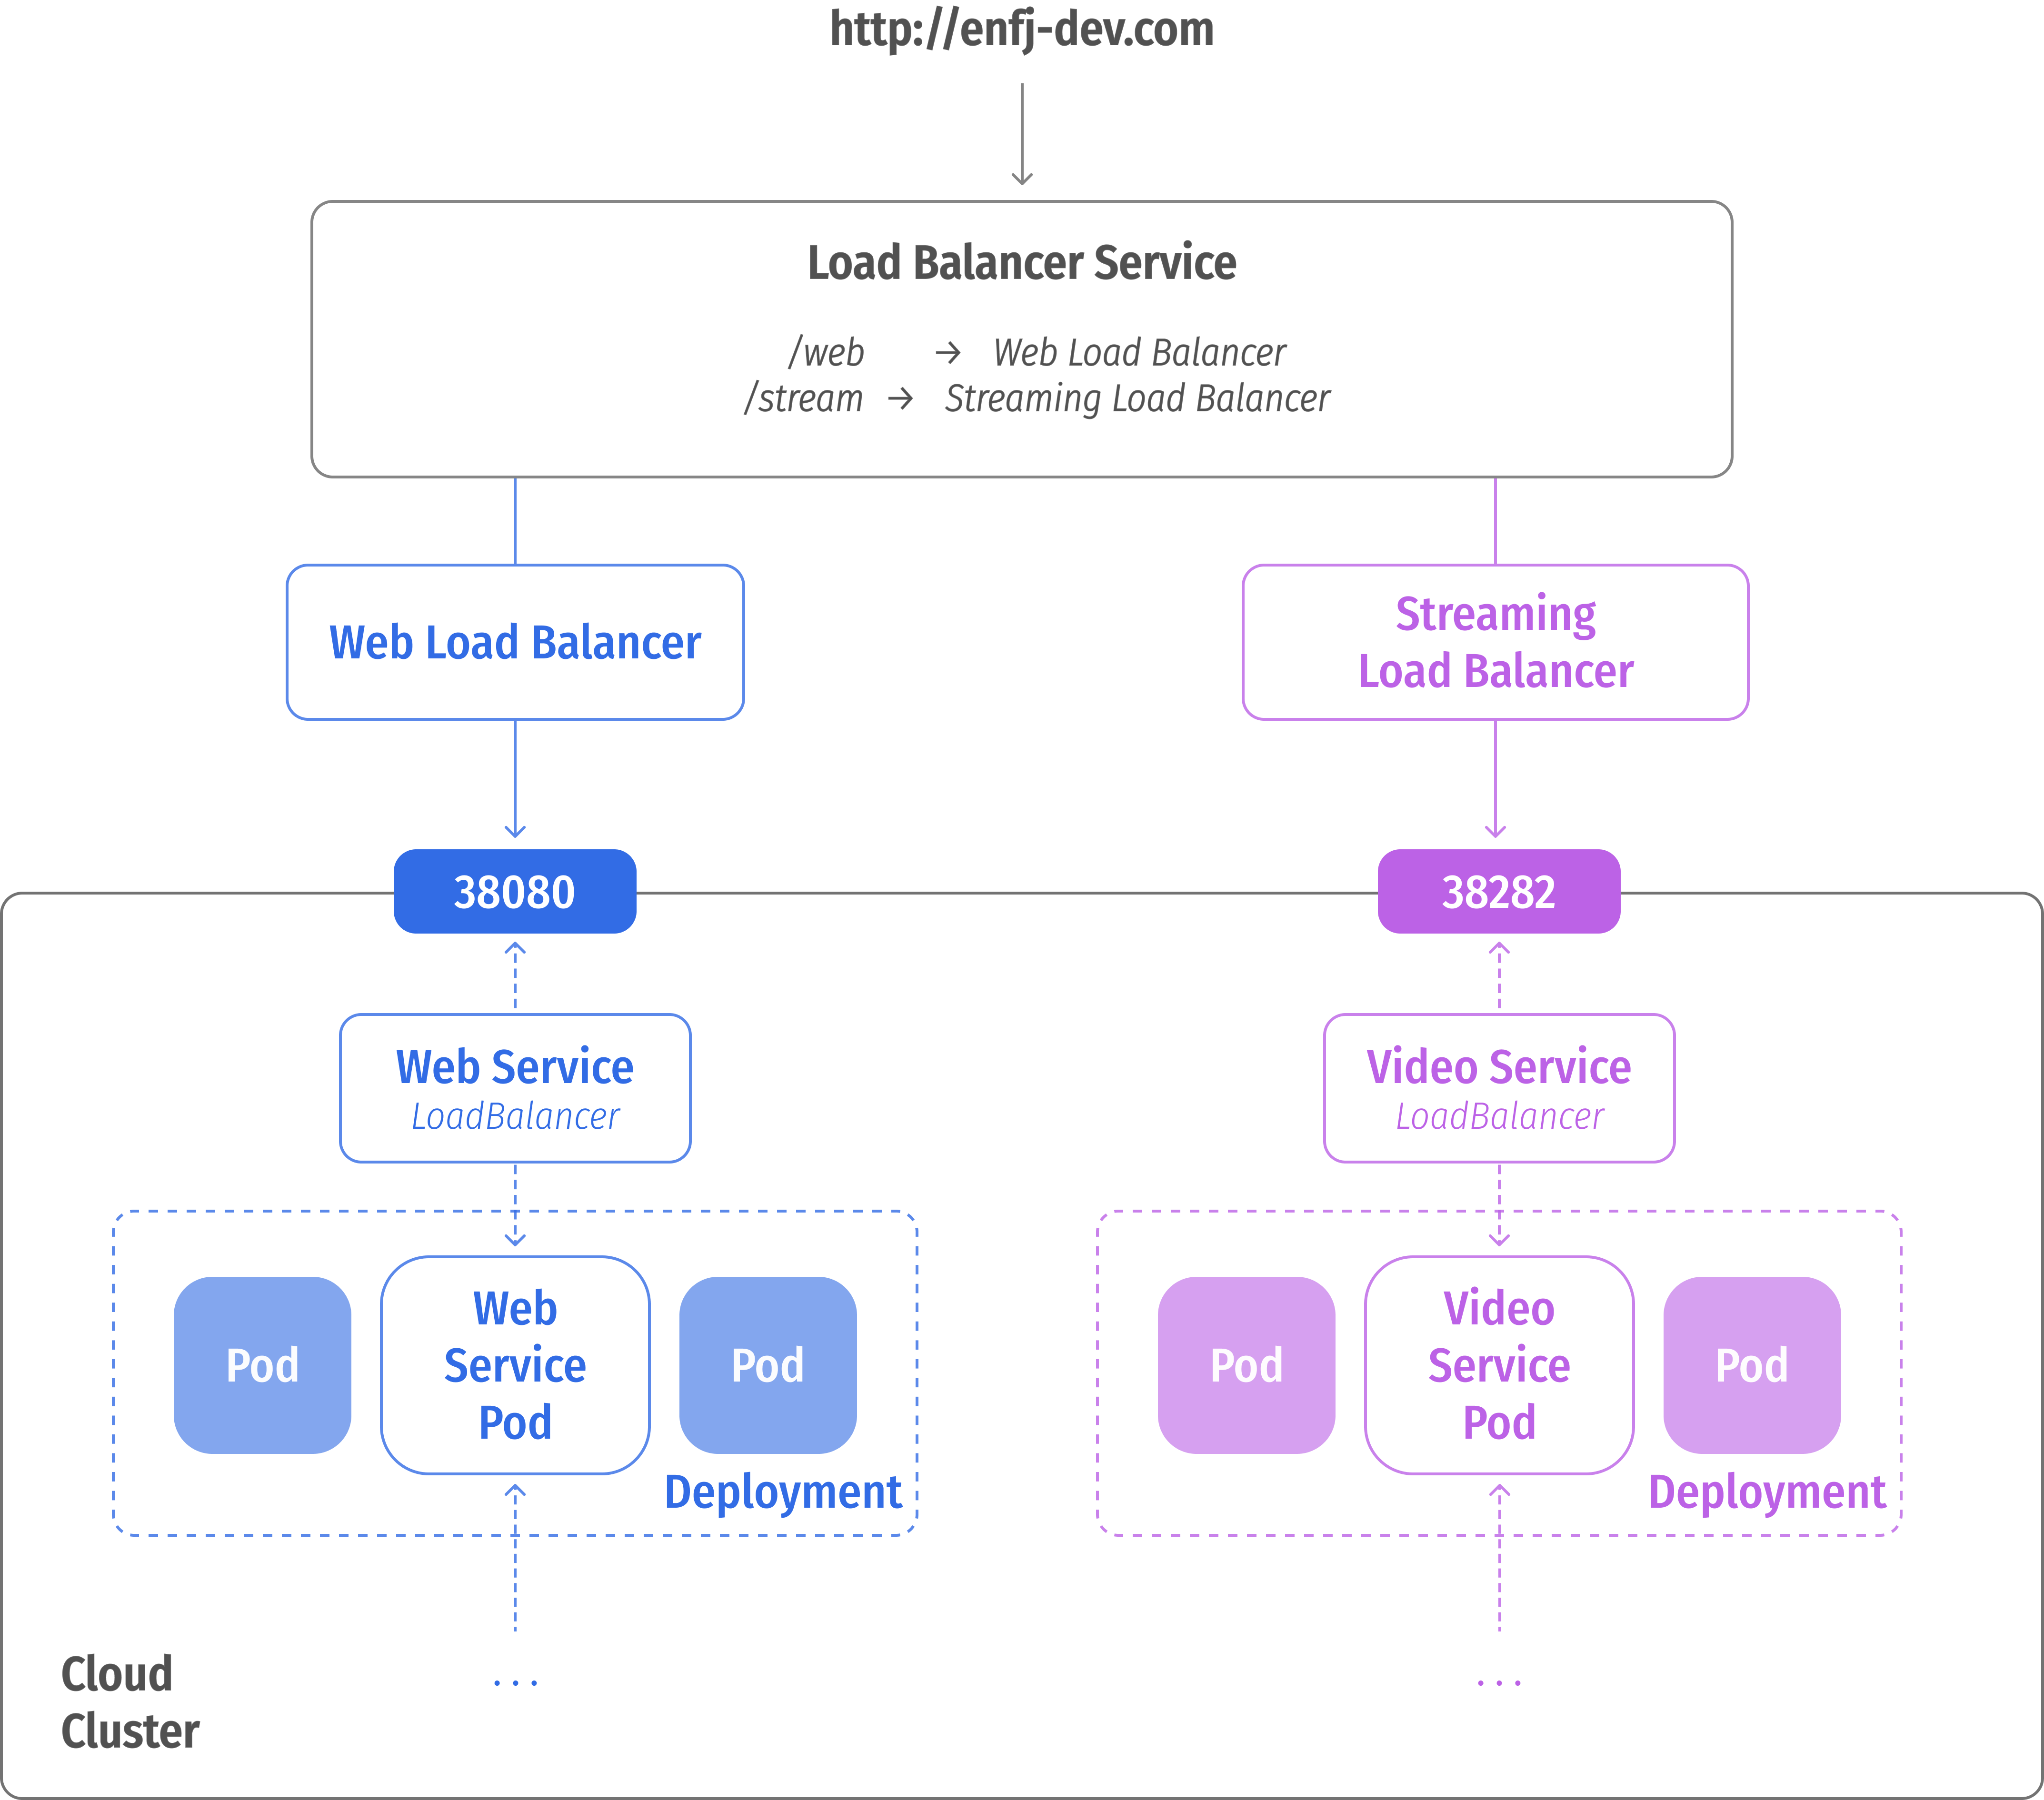 http://enfj-dev.com
Load Balancer Service
/web → Web Load Balancer
/stream → Streaming Load Balancer
Web Load Balancer
Streaming
Load Balancer
38080
38282
Web Service
LoadBalancer
Video Service
LoadBalancer
Pod
Web
Service
Pod
Pod
Deployment
Pod
Video
Service
Pod
Pod
Deployment
...
...
Cloud
Cluster